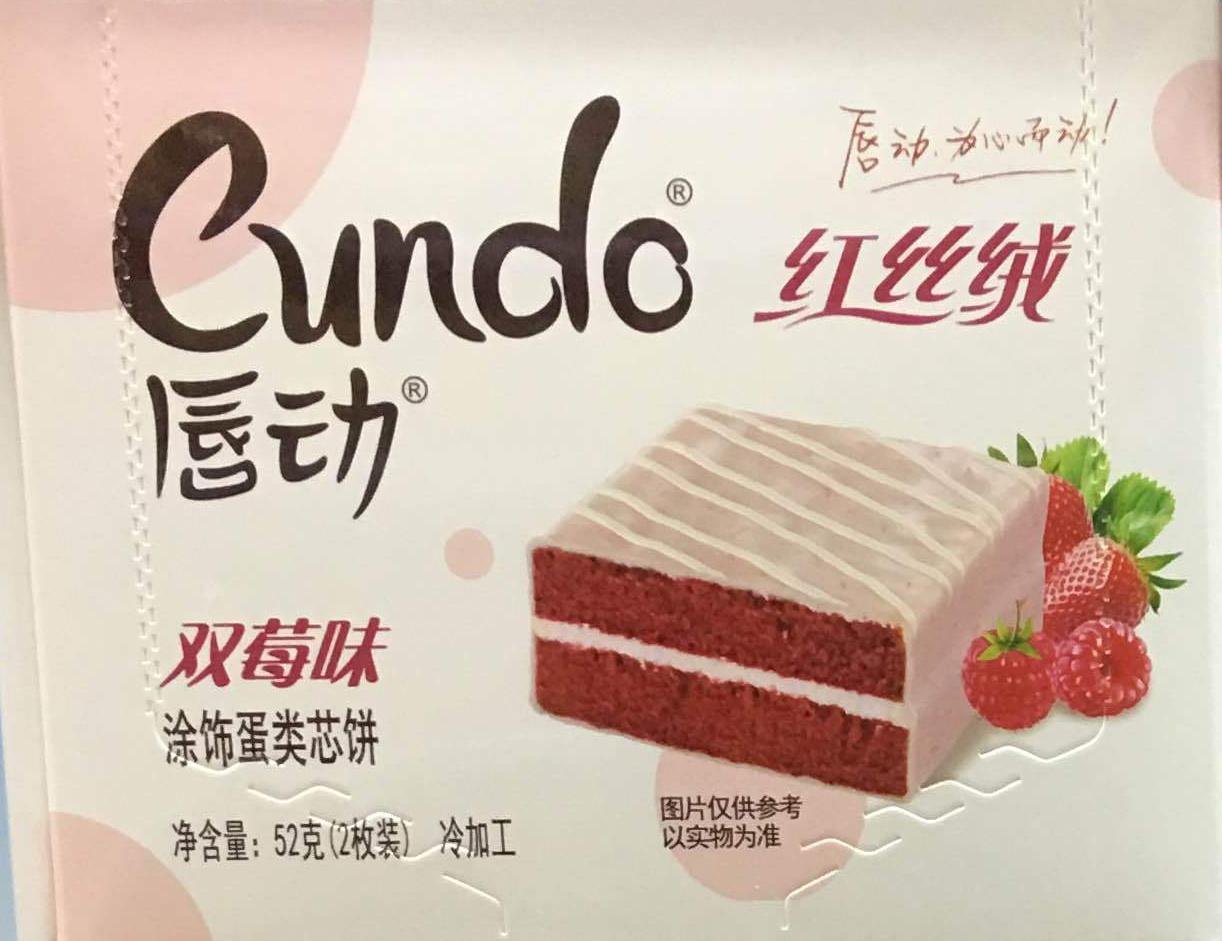 唇动,为心而动!
Cundo®
红丝绒
唇动®
双莓味
涂饰蛋类芯饼
净含量：52克(2枚装) 冷加工
图片仅供参考
以实物为准